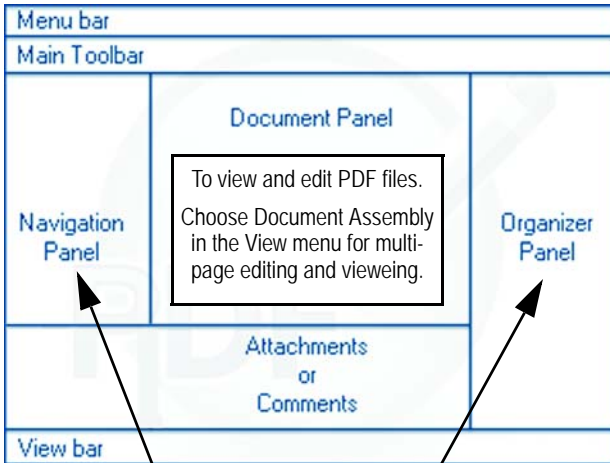 Menu bar
Main Toolbar
Document Panel
To view and edit PDF files.
Choose Document Assembly
in the View menu for multi-
page editing and vieweing.
Navigation
Panel
Organizer
Panel
Attachments
or
Comments
View bar